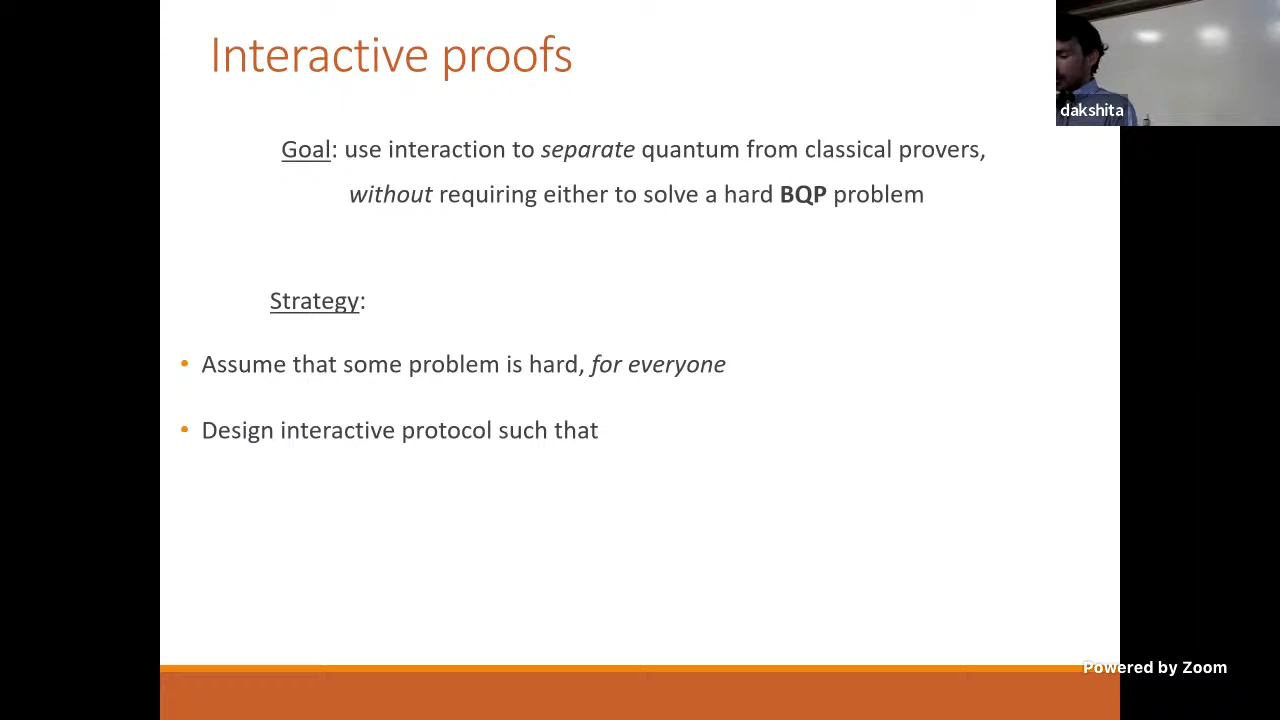 Interactive proofs
dakshita
Goal: use interaction to separate quantum from classical provers,
without requiring either to solve a hard BQP problem
Strategy:
• Assume that some problem is hard, for everyone
• Design interactive protocol such that
Powered by Zoom